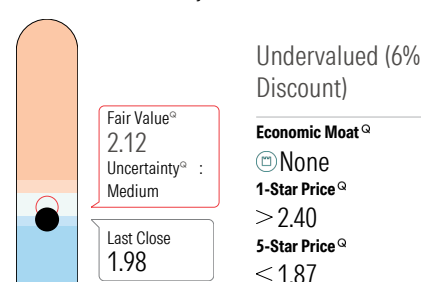 Fair Value Q
2.12
Uncertainty Q :
Medium
Last Close
1.98
Undervalued (6%
Discount)
Economic Moat Q
None
1-Star Price Q
>2.40
5-Star Price Q
<1.87